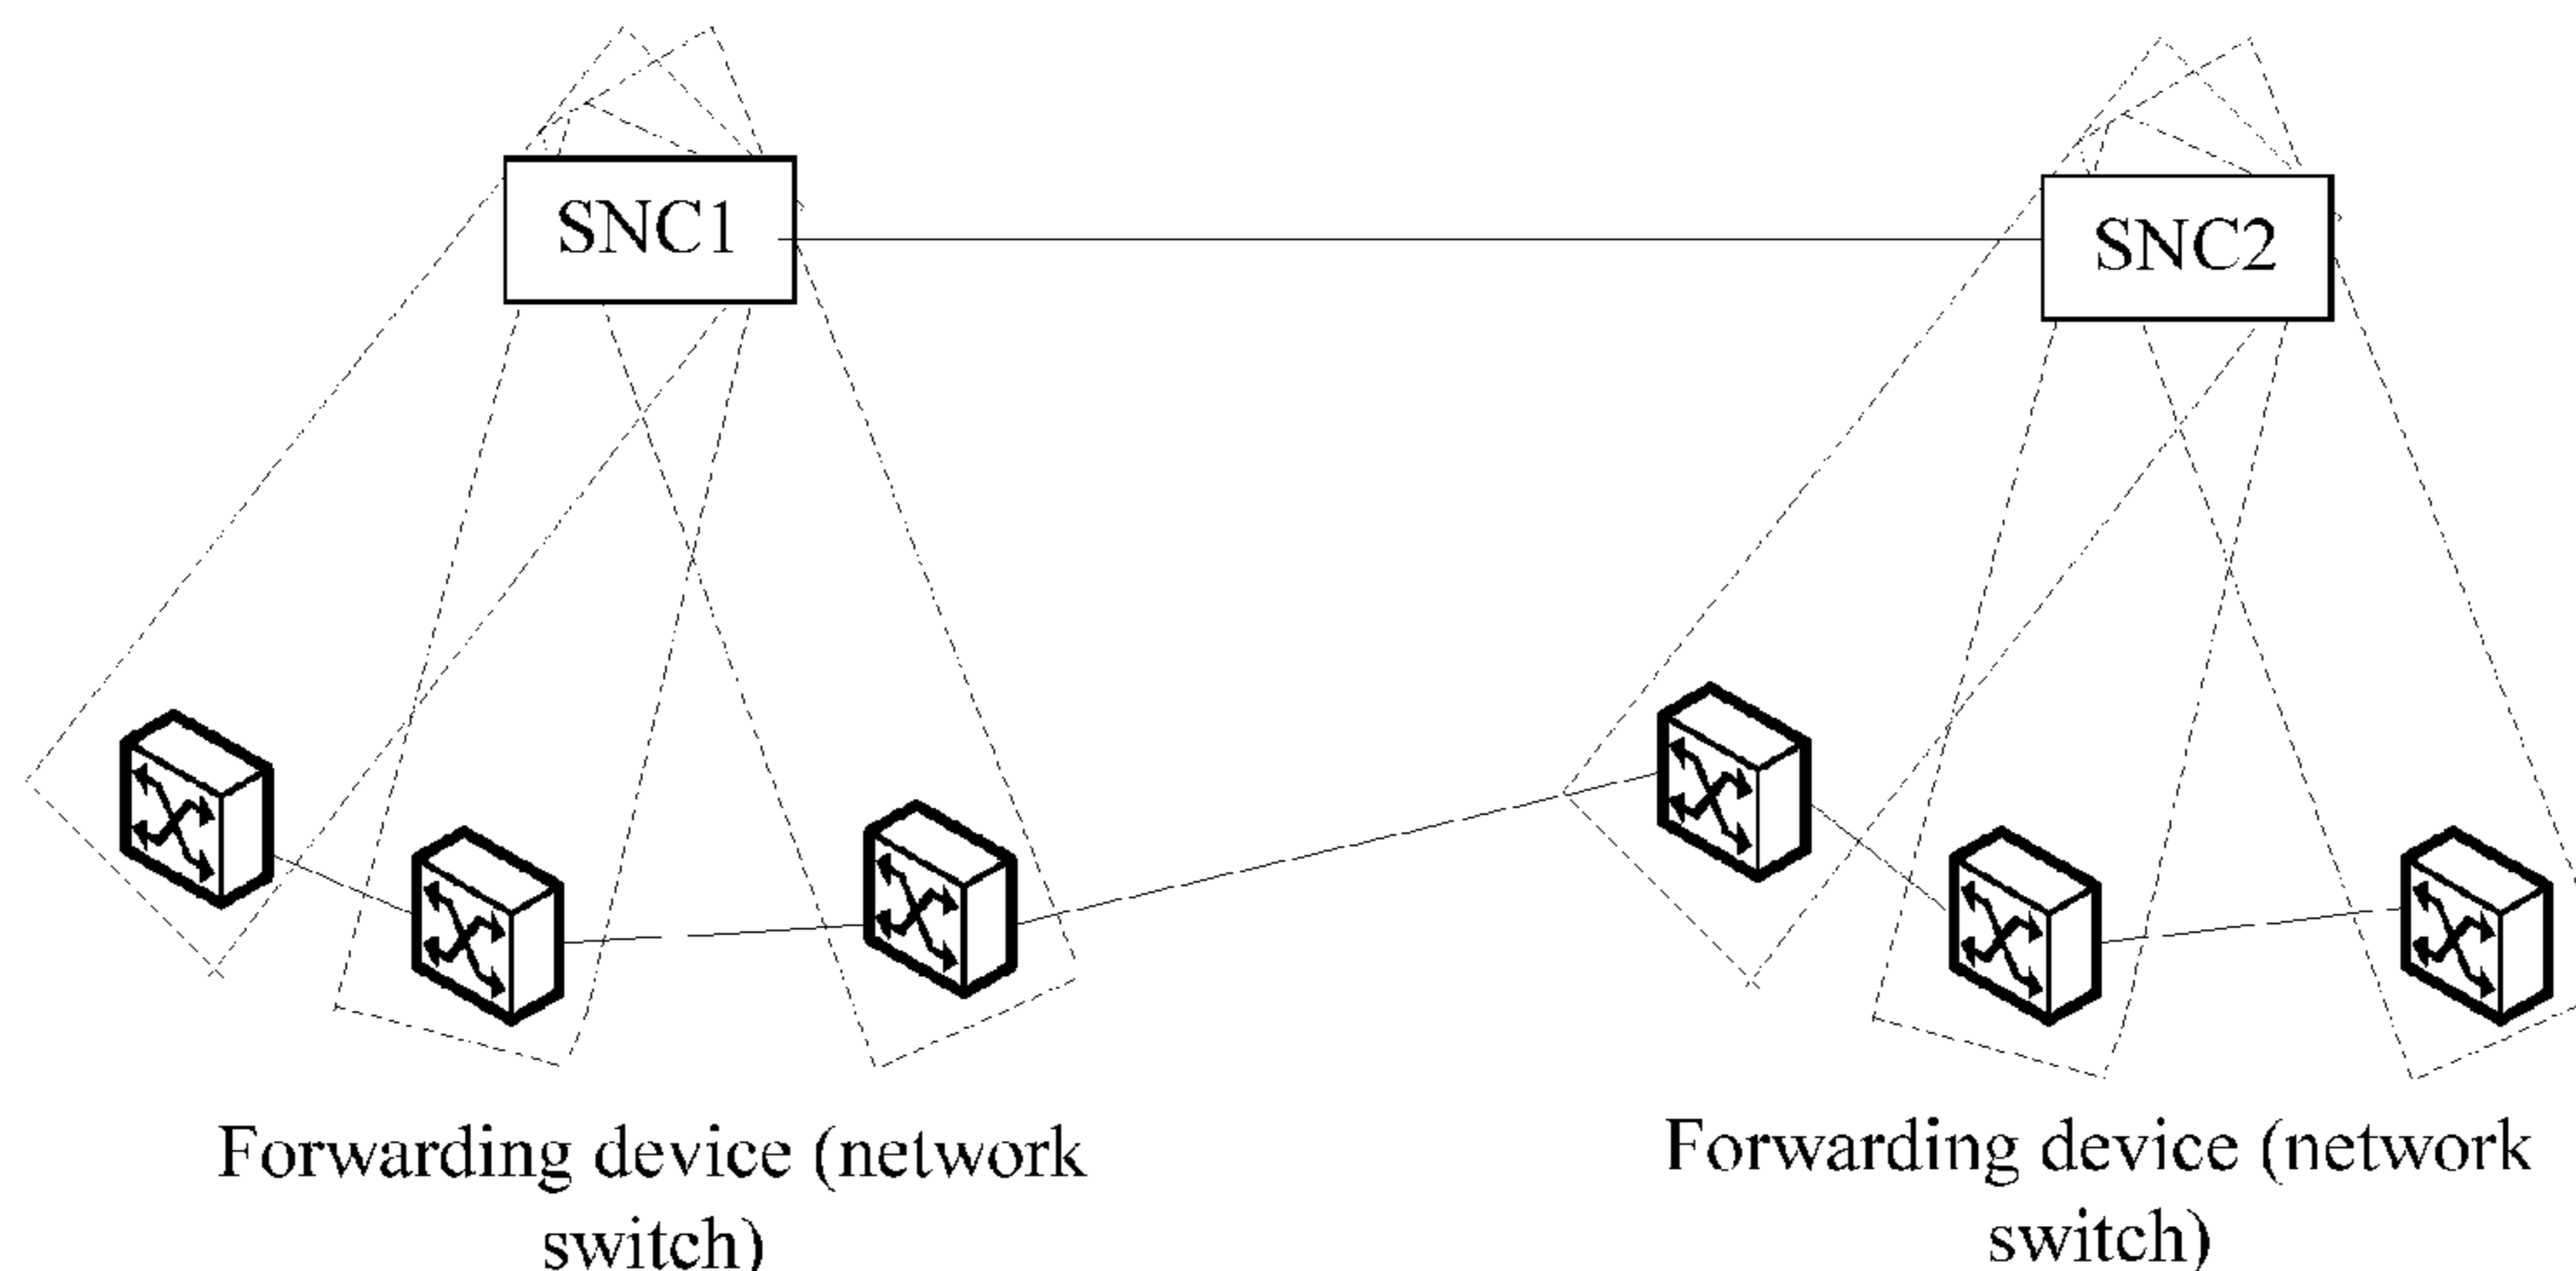 SNC1
SNC2
Forwarding device (network
switch)
Forwarding device (network
switch)